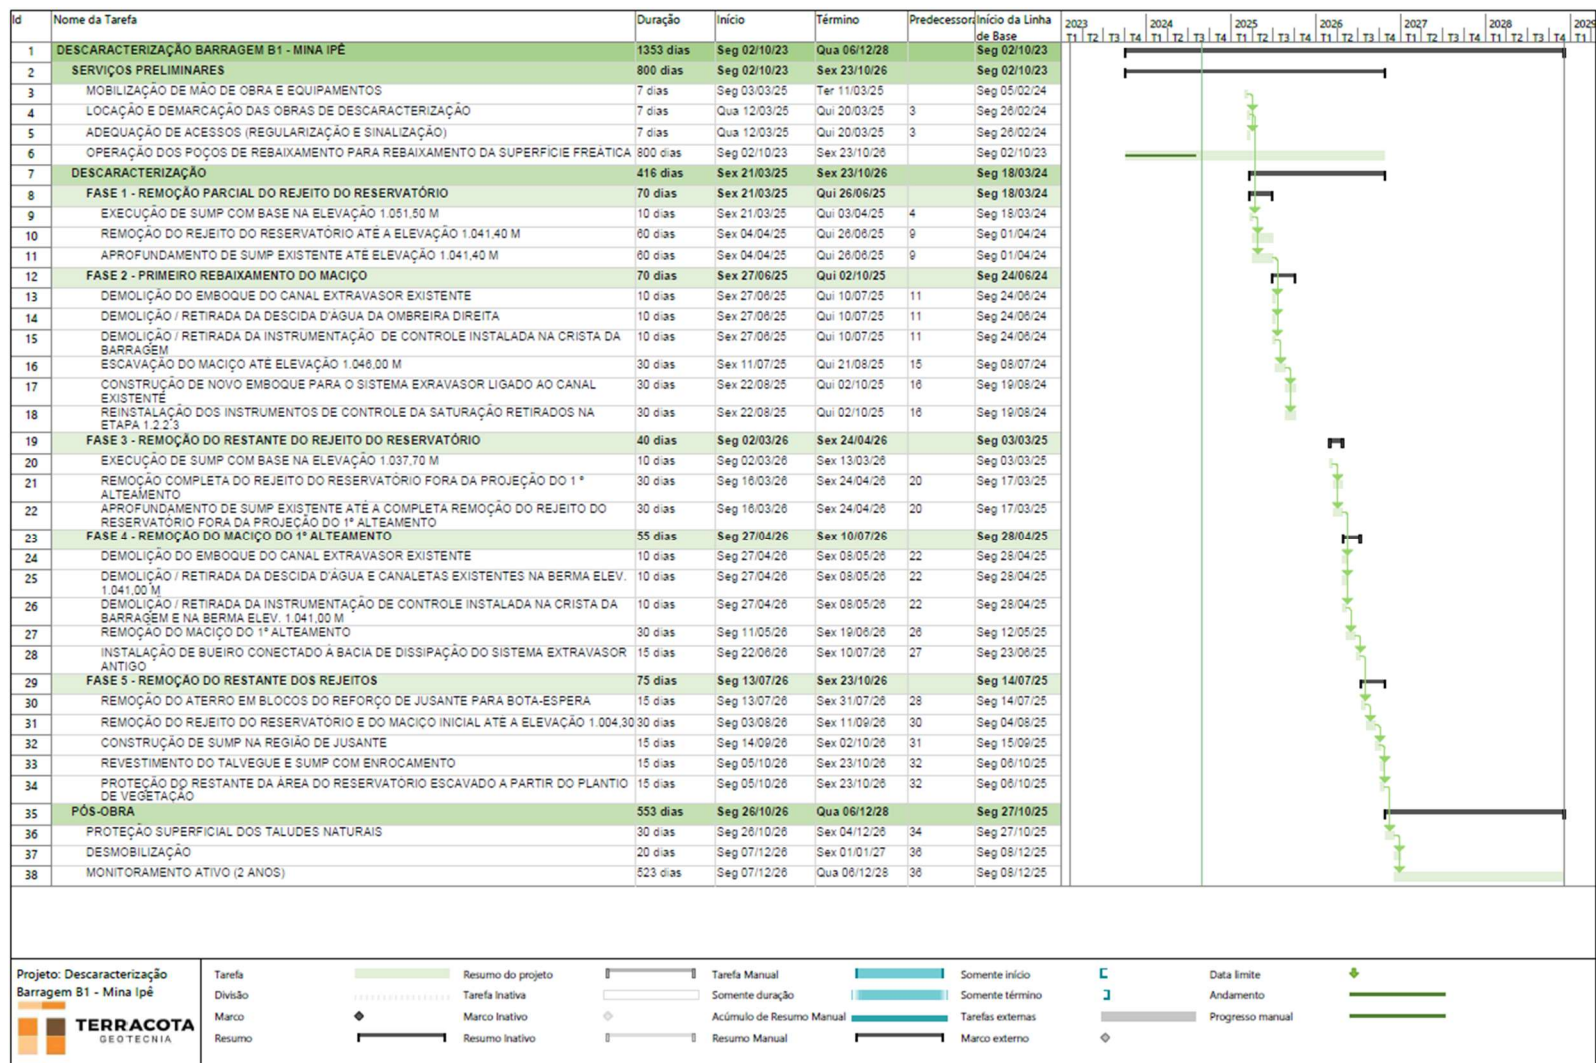 Id Nome da Tarefa Duração Início Término Predecessora Início da Linha de Base 2023 2024 2025 2026 2027 2028 2029
T1 T2 T3 T4 T1 T2 T3 T4 T1 T2 T3 T4 T1 T2 T3 T4 T1 T2 T3 T4 T1 T2 T3 T4 T1
1 DESCARACTERIZAÇÃO BARRAGEM B1 - MINA IPÊ 1353 dias Seg 02/10/23 Qua 06/12/28 Seg 02/10/23
2 SERVIÇOS PRELIMINARES 800 dias Seg 02/10/23 Sex 23/10/26 Seg 02/10/23
3 MOBILIZAÇÃO DE MÃO DE OBRA E EQUIPAMENTOS 7 dias Seg 03/03/25 Ter 11/03/25 Seg 05/02/24
4 LOCAÇÃO E DEMARCAÇÃO DAS OBRAS DE DESCARACTERIZAÇÃO 7 dias Qua 12/03/25 Qui 20/03/25 3 Seg 26/02/24
5 ADEQUAÇÃO DE ACESSOS (REGULARIZAÇÃO E SINALIZAÇÃO) 7 dias Qua 12/03/25 Qui 20/03/25 3 Seg 26/02/24
6 OPERAÇÃO DOS POÇOS DE REBAIXAMENTO PARA REBAIXAMENTO DA SUPERFÍCIE FREÁTICA 800 dias Seg 02/10/23 Sex 23/10/26 Seg 02/10/23
7 DESCARACTERIZAÇÃO 416 dias Sex 21/03/25 Sex 23/10/26 Seg 18/03/24
8 FASE 1 - REMOÇÃO PARCIAL DO REJEITO DO RESERVATÓRIO 70 dias Sex 21/03/25 Qui 26/06/25 Seg 18/03/24
9 EXECUÇÃO DE SUMP COM BASE NA ELEVAÇÃO 1.051,50 M 10 dias Sex 21/03/25 Qui 03/04/25 4 Seg 18/03/24
10 REMOÇÃO DO REJEITO DO RESERVATÓRIO ATÉ A ELEVAÇÃO 1.041,40 M 60 dias Sex 04/04/25 Qui 26/06/25 9 Seg 01/04/24
11 APROFUNDAMENTO DE SUMP EXISTENTE ATÉ ELEVAÇÃO 1.041,40 M 60 dias Sex 04/04/25 Qui 26/06/25 9 Seg 01/04/24
12 FASE 2 - PRIMEIRO REBAIXAMENTO DO MACIÇO 70 dias Sex 27/06/25 Qui 02/10/25 Seg 24/06/24
13 DEMOLIÇÃO DO EMBOQUE DO CANAL EXTRAVASOR EXISTENTE 10 dias Sex 27/06/25 Qui 10/07/25 11 Seg 24/06/24
14 DEMOLIÇÃO / RETIRADA DA DESCIDA D'ÁGUA DA OMBREIRA DIREITA 10 dias Sex 27/06/25 Qui 10/07/25 11 Seg 24/06/24
15 DEMOLIÇÃO / RETIRADA DA INSTRUMENTAÇÃO DE CONTROLE INSTALADA NA CRISTA DA 10 dias Sex 27/06/25 Qui 10/07/25 11 Seg 24/06/24
BARRAGEM
16 ESCAVAÇÃO DO MACIÇO ATÉ ELEVAÇÃO 1.046,00 M 30 dias Sex 11/07/25 Qui 21/08/25 15 Seg 08/07/24
17 CONSTRUÇÃO DE NOVO EMBOQUE PARA O SISTEMA EXRAVASOR LIGADO AO CANAL 30 dias Sex 22/08/25 Qui 02/10/25 16 Seg 19/08/24
EXISTENTE
18 REINSTALAÇÃO DOS INSTRUMENTOS DE CONTROLE DA SATURAÇÃO RETIRADOS NA 30 dias Sex 22/08/25 Qui 02/10/25 16 Seg 19/08/24
ETAPA 1.2.2.3
19 FASE 3 - REMOÇÃO DO RESTANTE DO REJEITO DO RESERVATÓRIO 40 dias Seg 02/03/26 Sex 24/04/26 Seg 03/03/25
20 EXECUÇÃO DE SUMP COM BASE NA ELEVAÇÃO 1.037,70 M 10 dias Seg 02/03/26 Sex 13/03/26 Seg 03/03/25
21 REMOÇÃO COMPLETA DO REJEITO DO RESERVATÓRIO FORA DA PROJEÇÃO DO 1 º 30 dias Seg 16/03/26 Sex 24/04/26 20 Seg 17/03/25
ALTEAMENTO
22 APROFUNDAMENTO DE SUMP EXISTENTE ATÉ A COMPLETA REMOÇÃO DO REJEITO DO 30 dias Seg 16/03/26 Sex 24/04/26 20 Seg 17/03/25
RESERVATÓRIO FORA DA PROJEÇÃO DO 1º ALTEAMENTO
23 FASE 4 - REMOÇÃO DO MACIÇO DO 1º ALTEAMENTO 55 dias Seg 27/04/26 Sex 10/07/26 Seg 28/04/25
24 DEMOLIÇÃO DO EMBOQUE DO CANAL EXTRAVASOR EXISTENTE 10 dias Seg 27/04/26 Sex 08/05/26 22 Seg 28/04/25
25 DEMOLIÇÃO / RETIRADA DA DESCIDA D'ÁGUA E CANALETAS EXISTENTES NA BERMA ELEV. 10 dias Seg 27/04/26 Sex 08/05/26 22 Seg 28/04/25
1.041,00 M
26 DEMOLIÇÃO / RETIRADA DA INSTRUMENTAÇÃO DE CONTROLE INSTALADA NA CRISTA DA 10 dias Seg 27/04/26 Sex 08/05/26 22 Seg 28/04/25
BARRAGEM E NA BERMA ELEV. 1.041,00 M
27 REMOÇÃO DO MACIÇO DO 1º ALTEAMENTO 30 dias Seg 11/05/26 Sex 19/06/26 26 Seg 12/05/25
28 INSTALAÇÃO DE BUEIRO CONECTADO À BACIA DE DISSIPAÇÃO DO SISTEMA EXTRAVASOR 15 dias Seg 22/06/26 Sex 10/07/26 27 Seg 23/06/25
ANTIGO
29 FASE 5 - REMOÇÃO DO RESTANTE DOS REJEITOS 75 dias Seg 13/07/26 Sex 23/10/26 Seg 14/07/25
30 REMOÇÃO DO ATERRO EM BLOCOS DO REFORÇO DE JUSANTE PARA BOTA-ESPERA 15 dias Seg 13/07/26 Sex 31/07/26 28 Seg 14/07/25
31 REMOÇÃO DO REJEITO DO RESERVATÓRIO E DO MACIÇO INICIAL ATÉ A ELEVAÇÃO 1.004,30 30 dias Seg 03/08/26 Sex 11/09/26 30 Seg 04/08/25
32 CONSTRUÇÃO DE SUMP NA REGIÃO DE JUSANTE 15 dias Seg 14/09/26 Sex 02/10/26 31 Seg 15/09/25
33 REVESTIMENTO DO TALVEGUE E SUMP COM ENROCAMENTO 15 dias Seg 05/10/26 Sex 23/10/26 32 Seg 06/10/25
34 PROTEÇÃO DO RESTANTE DA ÁREA DO RESERVATÓRIO ESCAVADO A PARTIR DO PLANTIO 15 dias Seg 05/10/26 Sex 23/10/26 32 Seg 06/10/25
DE VEGETAÇÃO
35 PÓS-OBRA 553 dias Seg 26/10/26 Qua 06/12/28 Seg 27/10/25
36 PROTEÇÃO SUPERFICIAL DOS TALUDES NATURAIS 30 dias Seg 26/10/26 Sex 04/12/26 34 Seg 27/10/25
37 DESMOBILIZAÇÃO 20 dias Seg 07/12/26 Sex 01/01/27 36 Seg 08/12/25
38 MONITORAMENTO ATIVO (2 ANOS) 523 dias Seg 07/12/26 Qua 06/12/28 36 Seg 08/12/25
Projeto: Descaracterização
Barragem B1 - Mina Ipê
TERRACOTA
GEOTECNIA
Tarefa Resumo do projeto Tarefa Manual Somente início Data limite
Divisão Tarefa Inativa Somente duração Somente término Andamento
Marco Marco Inativo Acúmulo de Resumo Manual Tarefas externas Progresso manual
Resumo Resumo Inativo Resumo Manual Marco externo